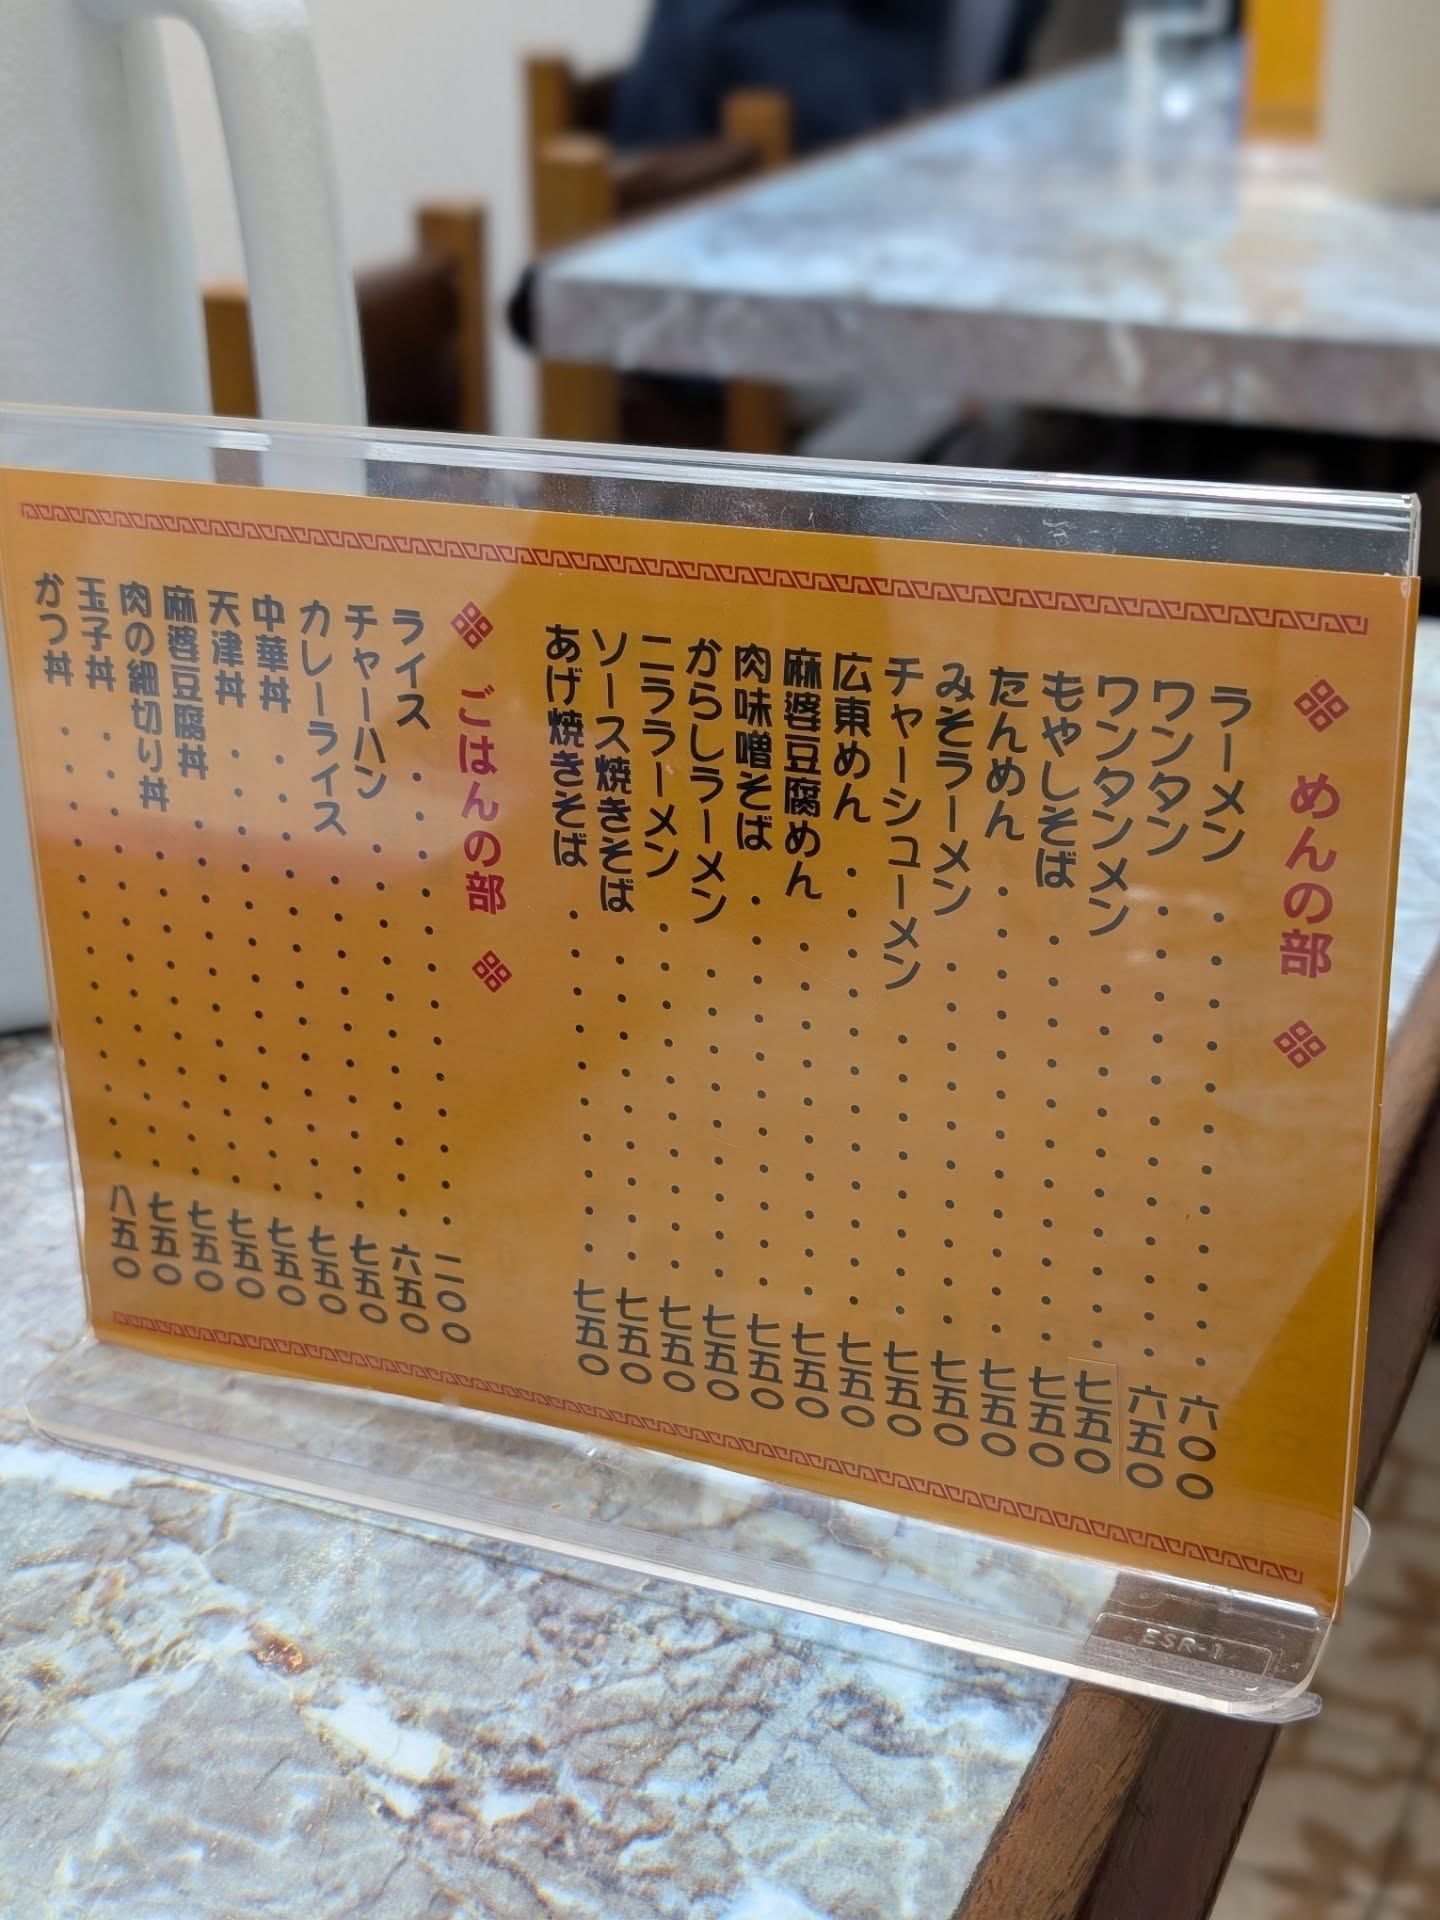 めんの部
ラーメン・・・・・・・・・・・・六〇〇
ワンタン・・・・・・・・・・・・六五〇
ワンタンメン・・・・・・・・・・七五〇
もやしそば・・・・・・・・・・・七五〇
たんめん・・・・・・・・・・・・七五〇
みそラーメン・・・・・・・・・・七五〇
チャーシューメン・・・・・・・・七五〇
広東めん・・・・・・・・・・・・七五〇
麻婆豆腐めん・・・・・・・・・・七五〇
肉味噌そば・・・・・・・・・・・七五〇
からしラーメン・・・・・・・・・七五〇
ニララーメン・・・・・・・・・・七五〇
ソース焼きそば・・・・・・・・・七五〇
あげ焼きそば・・・・・・・・・・七五〇
ごはんの部
ライス・・・・・・・・・・・・・二〇〇
チャーハン・・・・・・・・・・・六五〇
カレーライス・・・・・・・・・・七五〇
中華丼・・・・・・・・・・・・・七五〇
天津丼・・・・・・・・・・・・・七五〇
麻婆豆腐丼・・・・・・・・・・・七五〇
肉の細切り丼・・・・・・・・・・七五〇
玉子丼・・・・・・・・・・・・・七五〇
かつ丼・・・・・・・・・・・・・八五〇
ESR-1